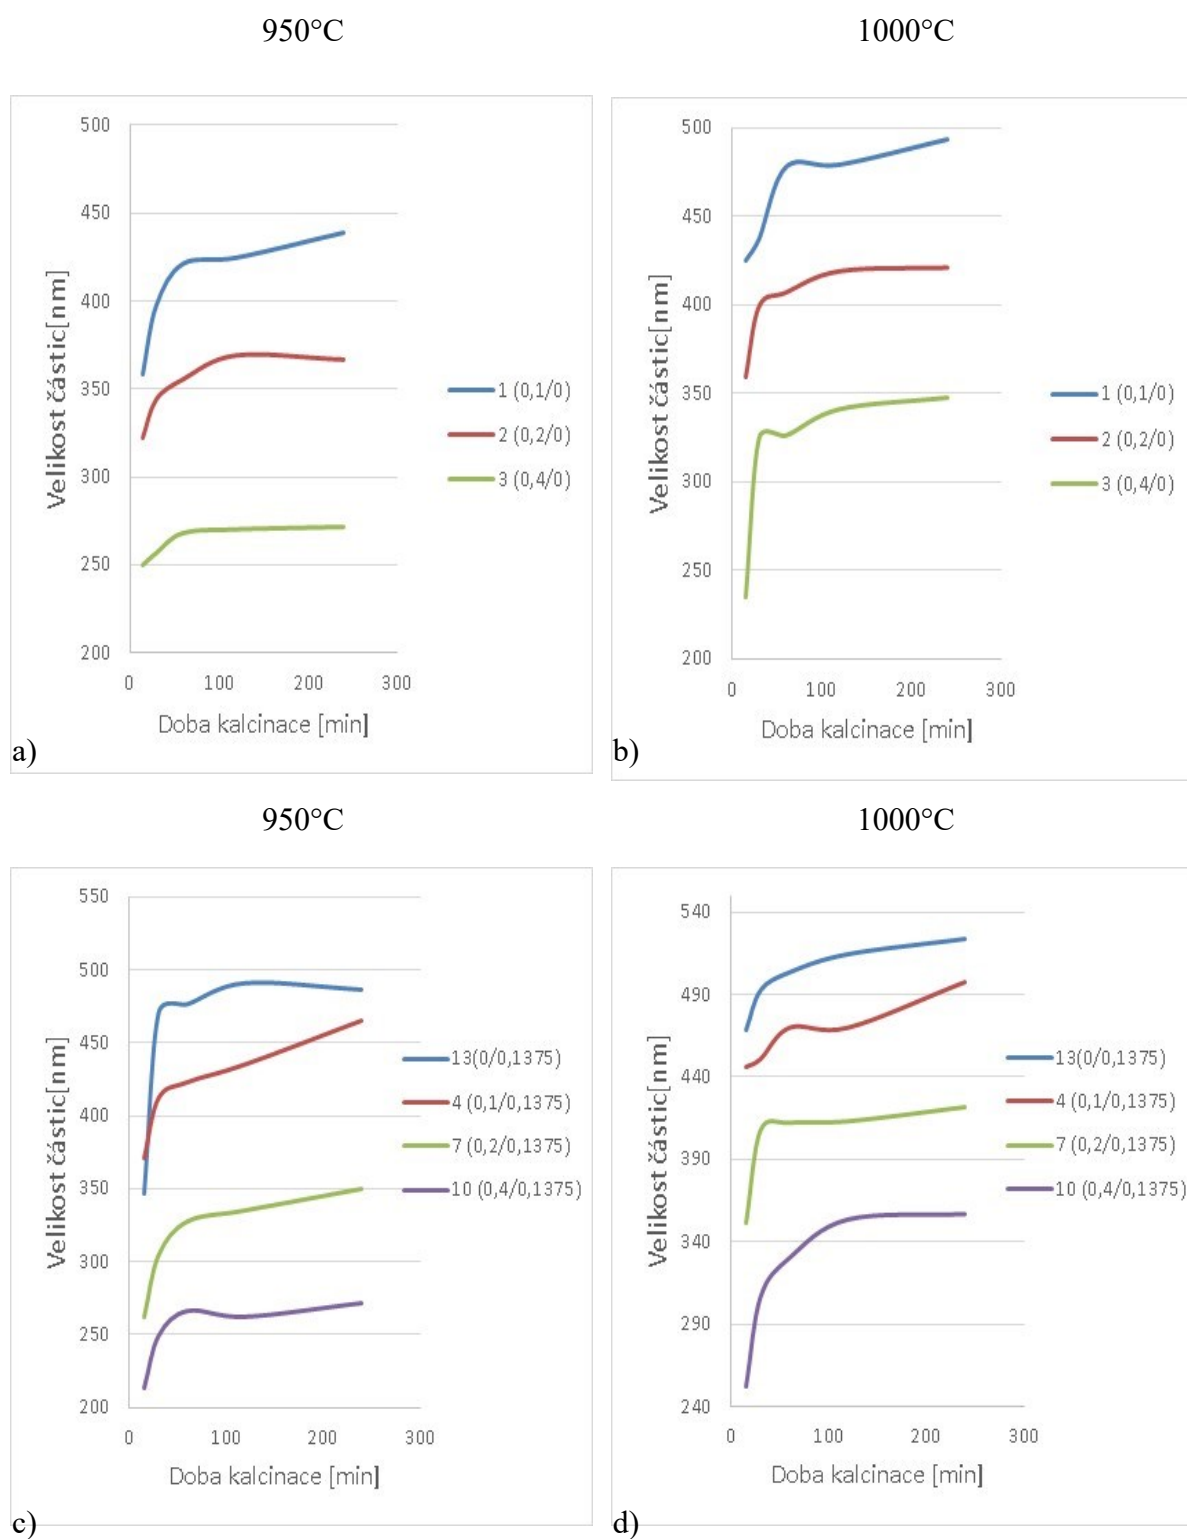 950°C
1000°C
500
450
400
350
300
250
200
0 100 200 300
Velikost částic[nm]
Doba kalcinace [min]
1 (0,1/0)
2 (0,2/0)
3 (0,4/0)
a)
500
450
400
350
300
250
200
0 100 200 300
Velikost částic[nm]
Doba kalcinace [min]
1 (0,1/0)
2 (0,2/0)
3 (0,4/0)
b)
950°C
1000°C
550
500
450
400
350
300
250
200
0 100 200 300
Velikost částic[nm]
Doba kalcinace [min]
13(0/0,1375)
4 (0,1/0,1375)
7 (0,2/0,1375)
10 (0,4/0,1375)
c)
540
490
440
390
340
290
240
0 100 200 300
Velikost částic[nm]
Doba kalcinace [min]
13(0/0,1375)
4 (0,1/0,1375)
7 (0,2/0,1375)
10 (0,4/0,1375)
d)